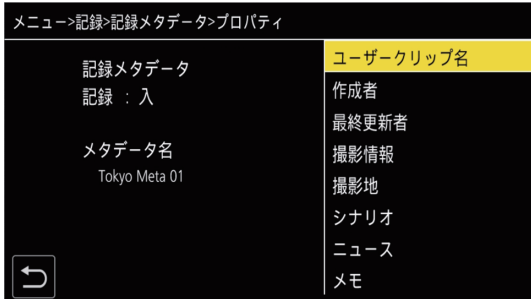 メニュー>記録>記録メタデータ>プロパティ
記録メタデータ
記録 : 入
メタデータ名
Tokyo Meta 01
ユーザークリップ名
作成者
最終更新者
撮影情報
撮影地
シナリオ
ニュース
メモ